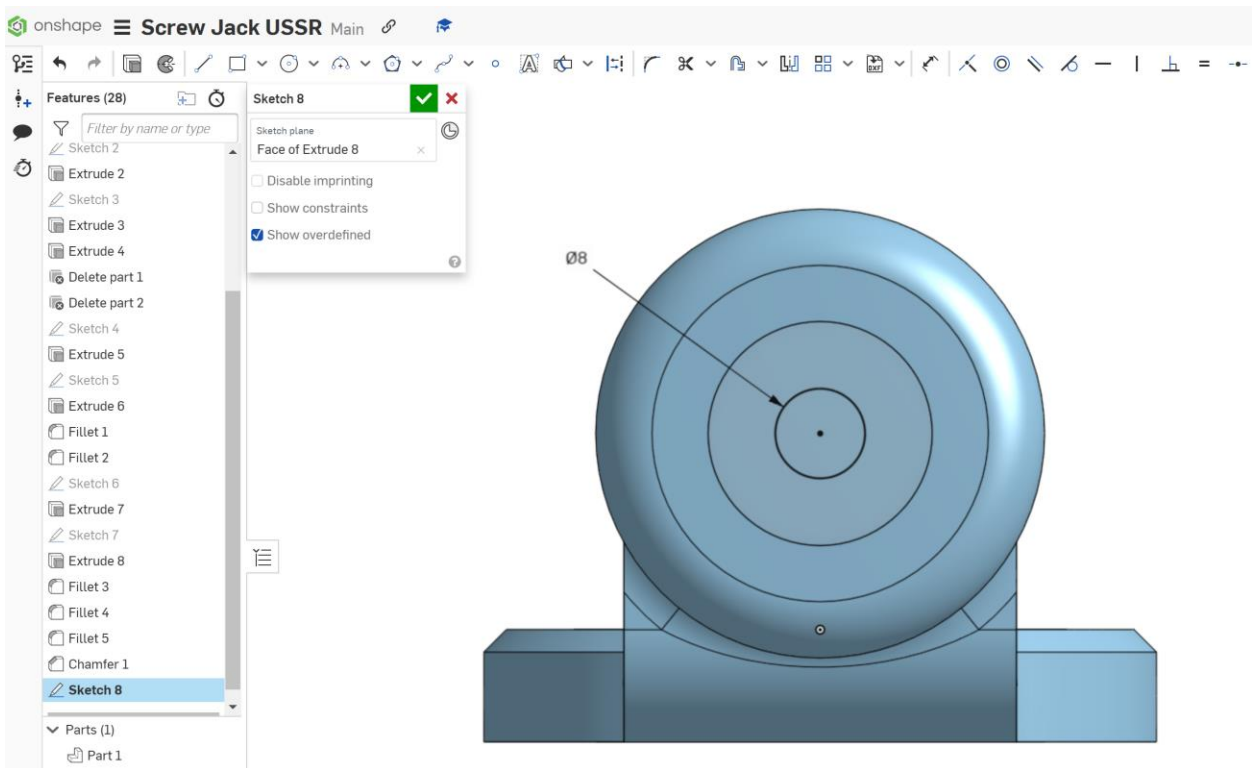 onshape Screw Jack USSR Main
Features (28)
Filter by name or type
Sketch 2
Extrude 2
Sketch 3
Extrude 3
Extrude 4
Delete part 1
Delete part 2
Sketch 4
Extrude 5
Sketch 5
Extrude 6
Fillet 1
Fillet 2
Sketch 6
Extrude 7
Sketch 7
Extrude 8
Fillet 3
Fillet 4
Fillet 5
Chamfer 1
Sketch 8
Parts (1)
Part 1
Sketch 8
Sketch plane
Face of Extrude 8
Disable imprinting
Show constraints
Show overdefined
Ø8